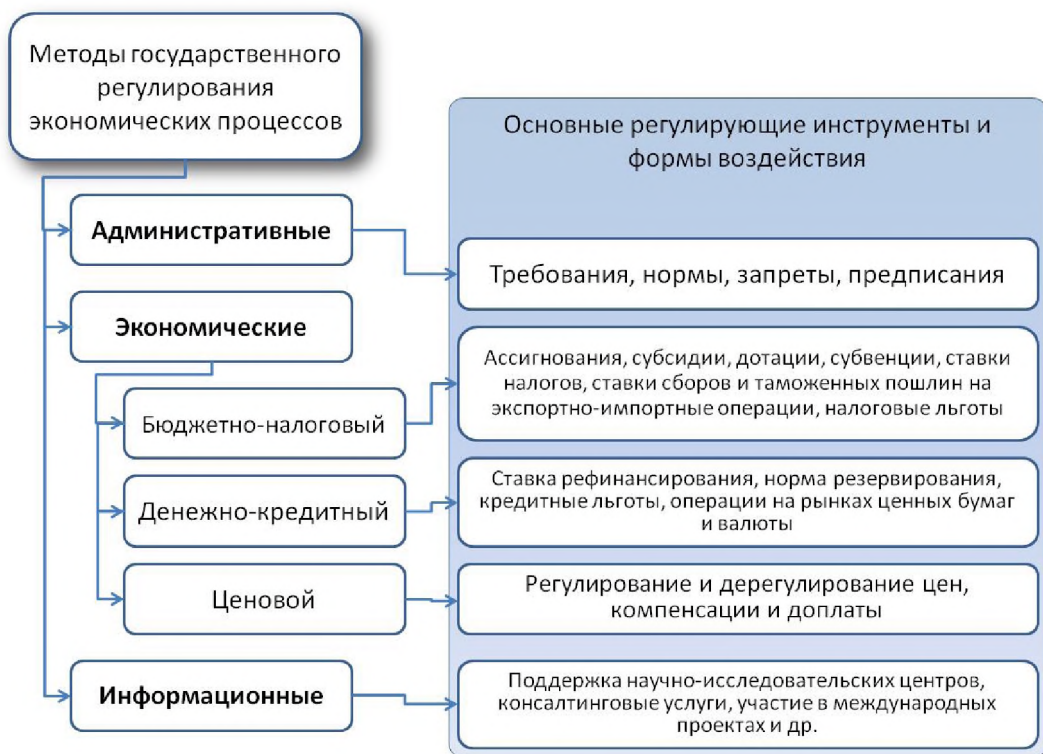 Методы государственного
регулирования
экономических процессов
Основные регулирующие инструменты и
формы воздействия
Административные
Требования, нормы, запреты, предписания
Экономические
Бюджетно-налоговый
Ассигнования, субсидии, дотации, субвенции, ставки
налогов, ставки сборов и таможенных пошлин на
экспортно-импортные операции, налоговые льготы
Денежно-кредитный
Ставка рефинансирования, норма резервирования,
кредитные льготы, операции на рынках ценных бумаг
и валюты
Ценовой
Регулирование и дерегулирование цен,
компенсации и доплаты
Информационные
Поддержка научно-исследовательских центров,
консалтинговые услуги, участие в международных
проектах и др.